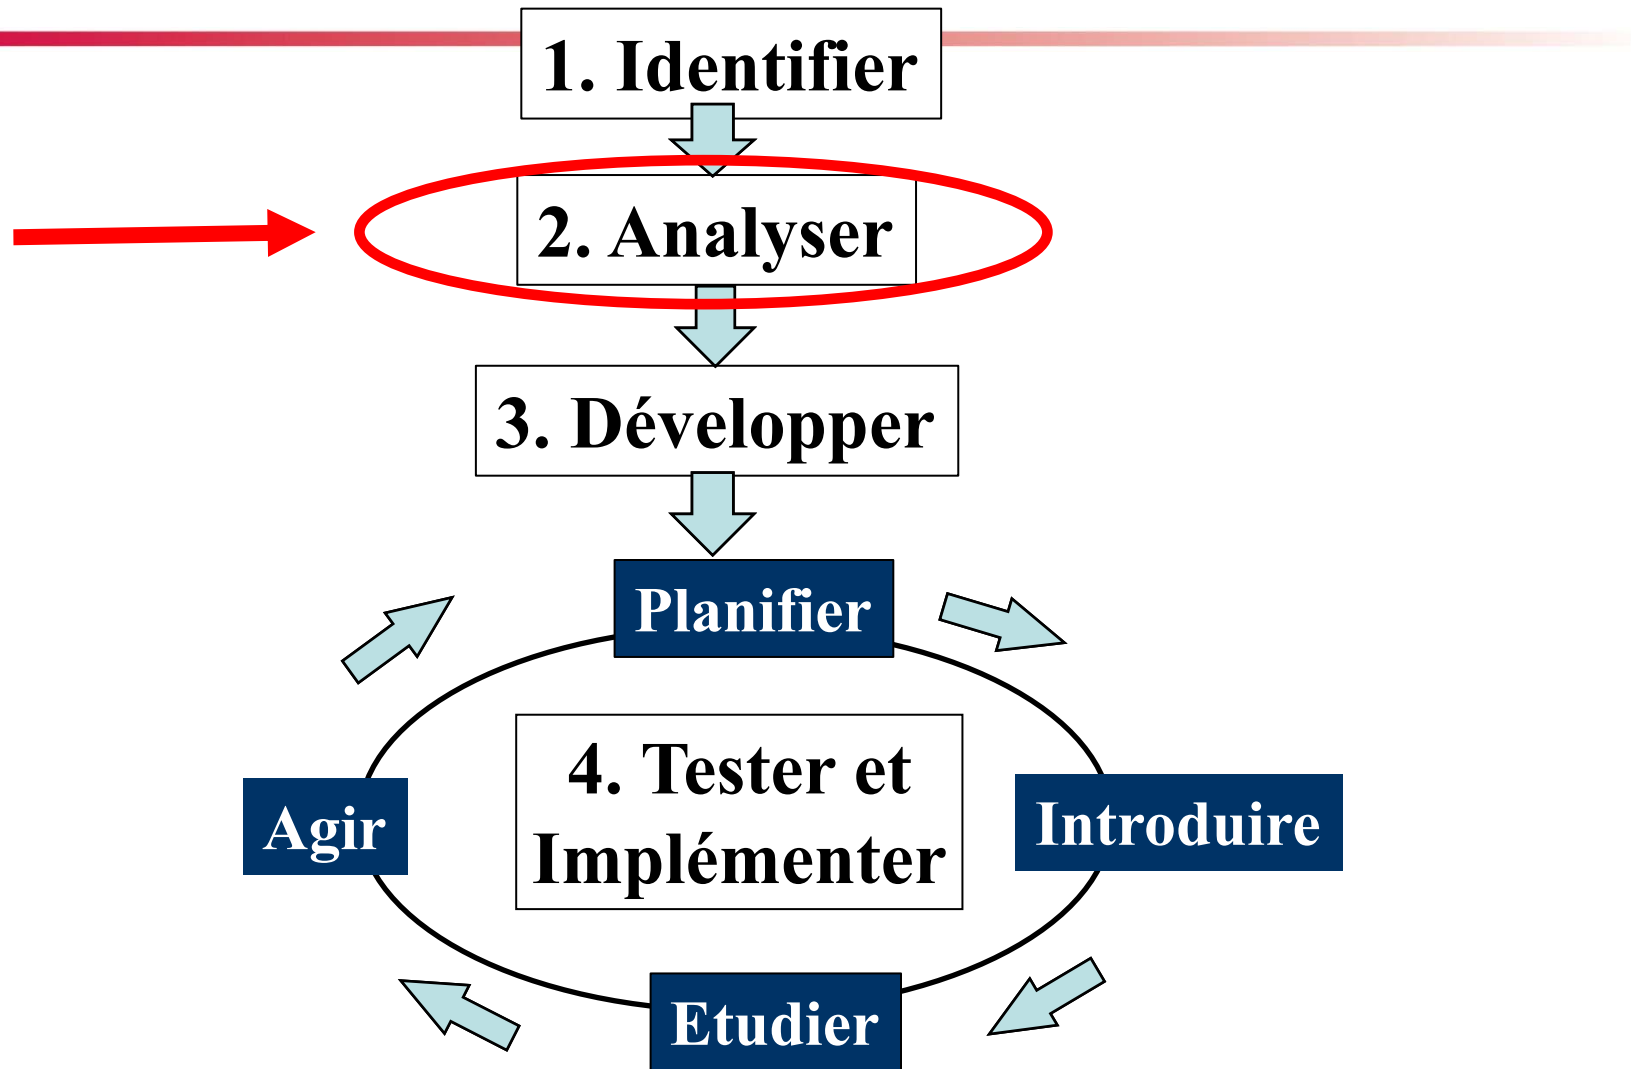 1. Identifier
2. Analyser
3. Développer
Planifier
4. Tester et
Implémenter
Agir
Introduire
Etudier